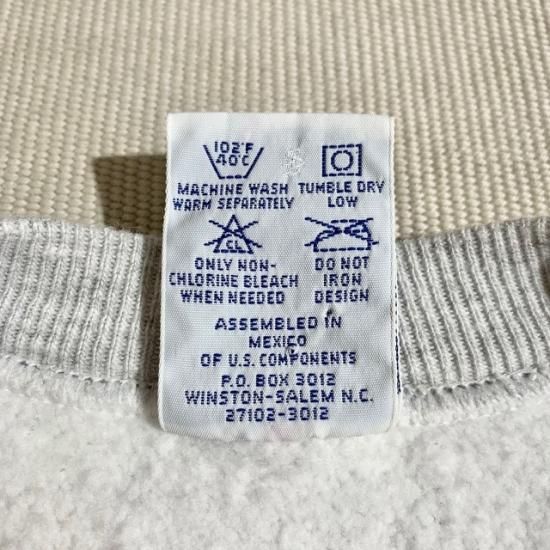 102°F
40°C
MACHINE WASH
WARM SEPARATELY
TUMBLE DRY
LOW
CL
ONLY NON-
CHLORINE BLEACH
WHEN NEEDED
DO NOT
IRON
DESIGN
ASSEMBLED IN
MEXICO
OF U.S. COMPONENTS
P.O. BOX 3012
WINSTON-SALEM N.C.
27102-3012